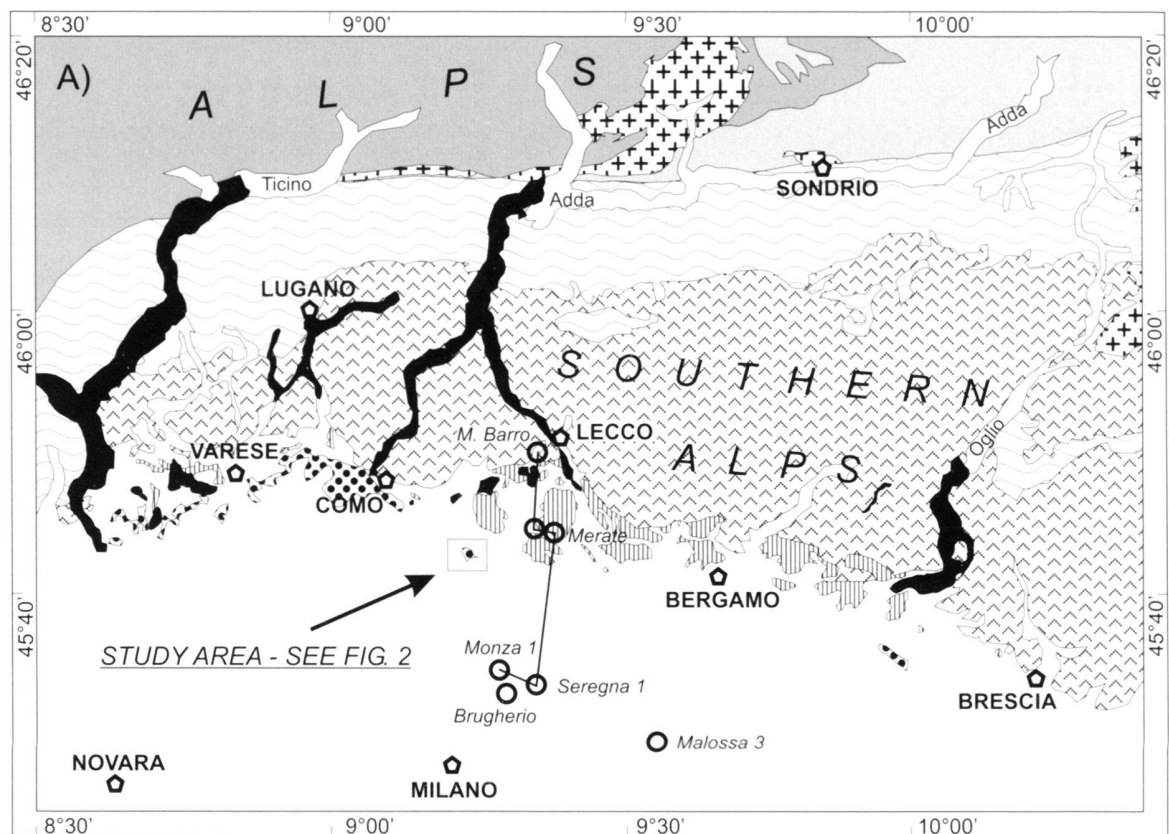 8°30' 9°00' 9°30' 10°00'
46°20' 46°20'
A)
A L P S
Adda
Ticino
SONDRIO
Adda
LUGANO
46°00' 46°00'
SOUTHERN
ALPS
M. Barro
LECCO
Oglio
VARESE
COMO
Merate
BERGAMO
45°40' 45°40'
STUDY AREA - SEE FIG. 2
Monza 1
Seregna 1
Brugherio
BRESCIA
Malossa 3
NOVARA
MILANO
8°30' 9°00' 9°30' 10°00'